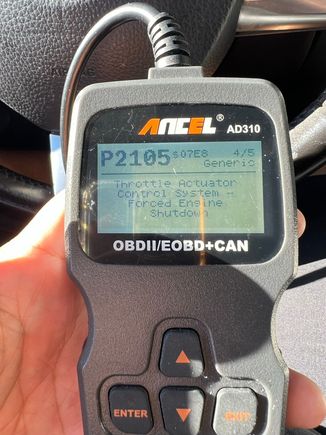 ANCEL® AD310
P2105 $07E8 4/5
Generic
Throttle Actuator
Control System –
Forced Engine
Shutdown
OBDII/EOBD+CAN
▲
ENTER ▼ EXIT